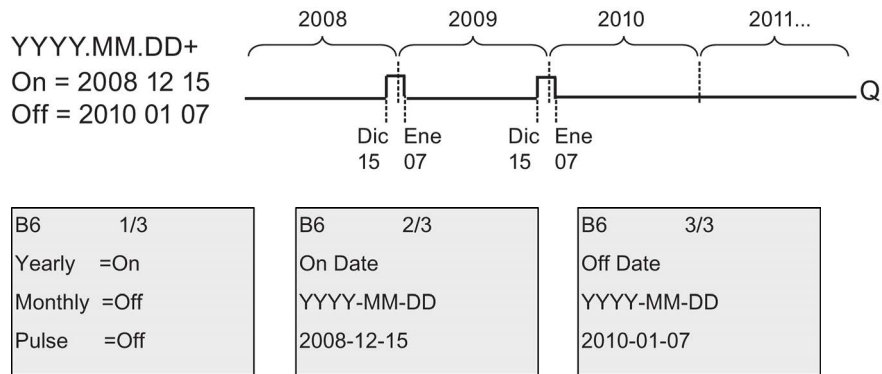 2008 2009 2010 2011...
YYYY.MM.DD+
On = 2008 12 15
Off = 2010 01 07
Q
Dic Ene Dic Ene
15 07 15 07
B6 1/3
Yearly =On
Monthly =Off
Pulse =Off
B6 2/3
On Date
YYYY-MM-DD
2008-12-15
B6 3/3
Off Date
YYYY-MM-DD
2010-01-07